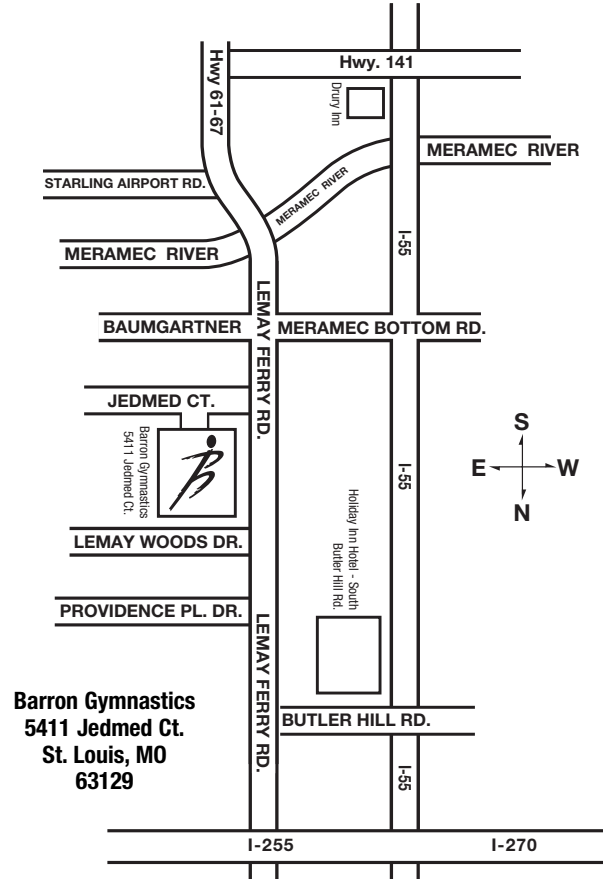 Hwy. 141
Hwy 61-67
Drury Inn
MERAMEC RIVER
STARLING AIRPORT RD.
MERAMEC RIVER
MERAMEC RIVER
I-55
BAUMGARTNER
MERAMEC BOTTOM RD.
LEMAY FERRY RD.
JEDMED CT.
Barron Gymnastics
5411 Jedmed Ct.
I-55
S
E
W
N
Holiday Inn Hotel - South
Butler Hill Rd.
LEMAY WOODS DR.
PROVIDENCE PL. DR.
LEMAY FERRY RD.
Barron Gymnastics
5411 Jedmed Ct.
St. Louis, MO
63129
BUTLER HILL RD.
I-55
I-255
I-270